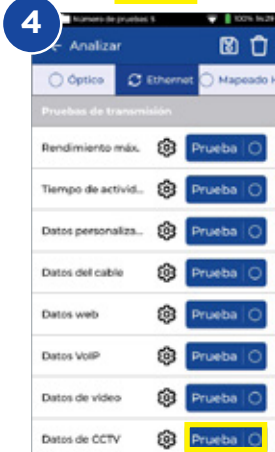 4
Número de pruebas 5
100% 14:29
Analizar
Óptico Ethernet Mapeado H
Pruebas de transmisión
Rendimiento máx. Prueba
Tiempo de activid... Prueba
Datos personaliza... Prueba
Datos del cable Prueba
Datos web Prueba
Datos VoIP Prueba
Datos de vídeo Prueba
Datos de CCTV Prueba